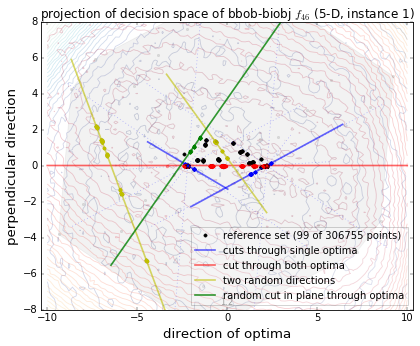 projection of decision space of bbob-biobj f46 (5-D, instance 1)
8
6
4
2
0
−2
−4
−6
−8
perpendicular direction
reference set (99 of 306755 points)
cuts through single optima
cut through both optima
two random directions
random cut in plane through optima
−10
−5
0
5
10
direction of optima